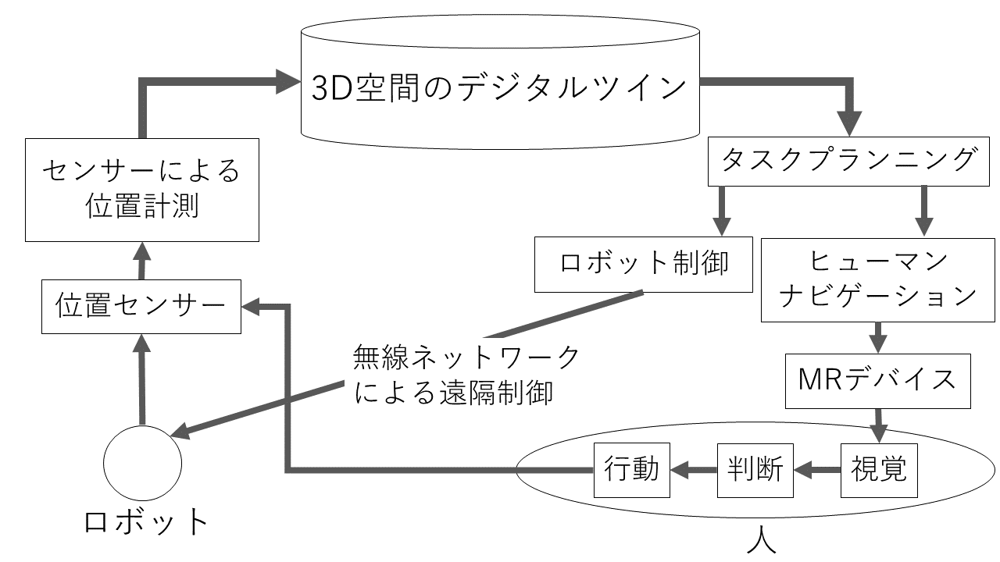 3D空間のデジタルツイン
センサーによる
位置計測
タスクプランニング
ロボット制御
ヒューマン
ナビゲーション
位置センサー
無線ネットワーク
による遠隔制御
MRデバイス
行動
判断
視覚
ロボット
人